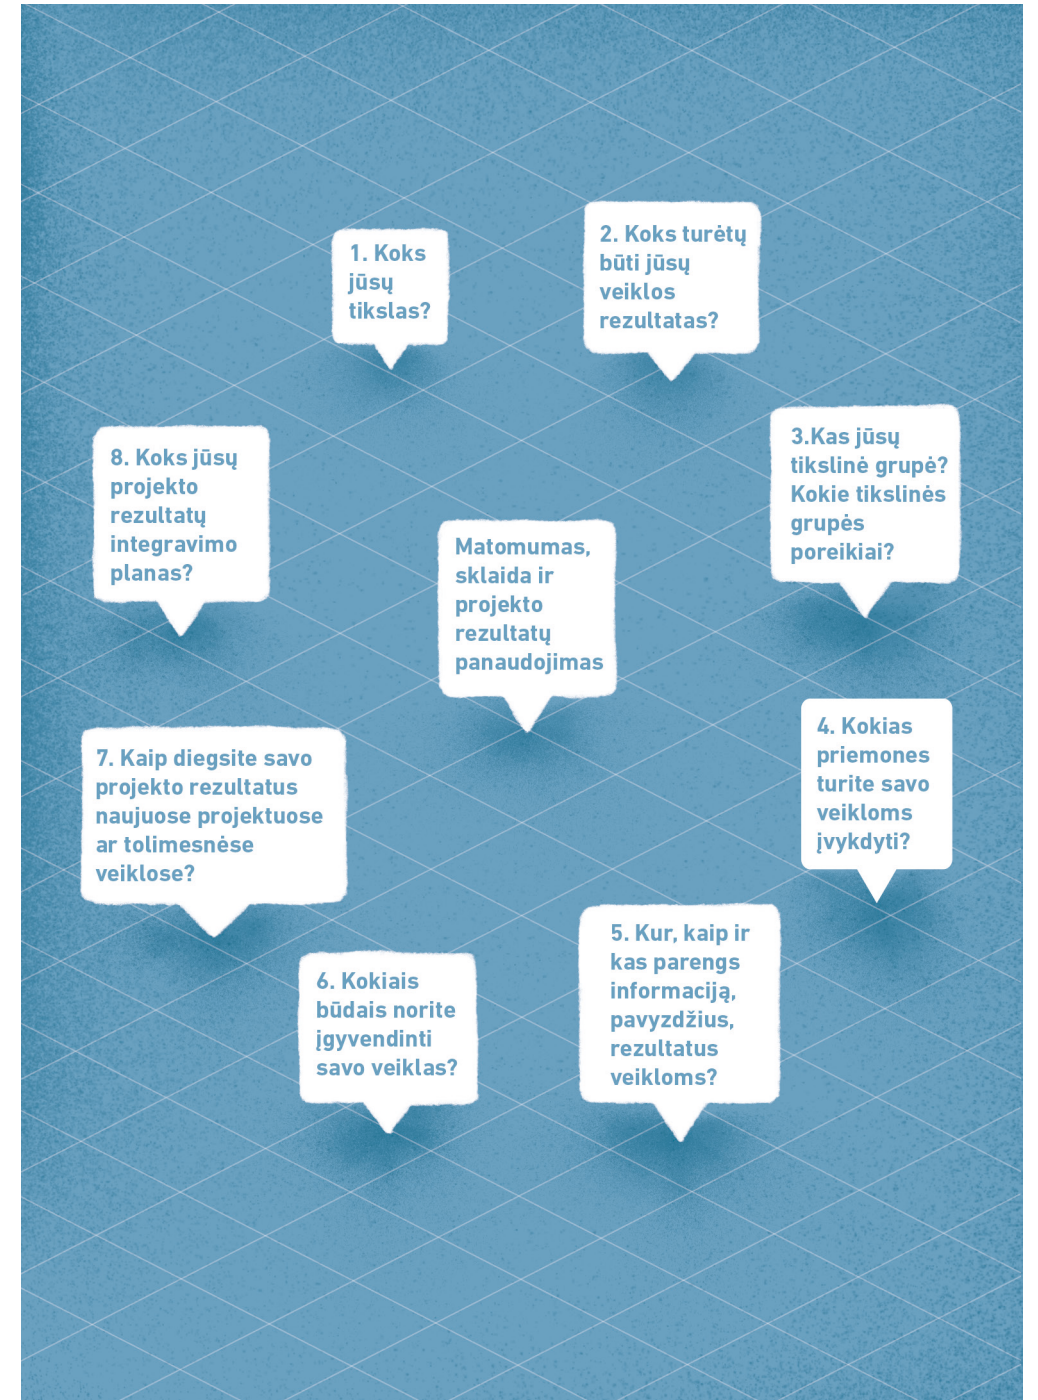 1. Koks
jūsų
tikslas?
2. Koks turėtų
būti jūsų
veiklos
rezultatas?
3.Kas jūsų
tikslinė grupė?
Kokie tikslinės
grupės
poreikiai?
4. Kokias
priemones
turite savo
veikloms
įvykdyti?
5. Kur, kaip ir
kas parengs
informaciją,
pavyzdžius,
rezultatus
veikloms?
6. Kokiais
būdais norite
įgyvendinti
savo veiklas?
7. Kaip diegsite savo
projekto rezultatus
naujuose projektuose
ar tolimesnėse
veiklose?
8. Koks jūsų
projekto
rezultatų
integravimo
planas?
Matomumas,
sklaida ir
projekto
rezultatų
panaudojimas